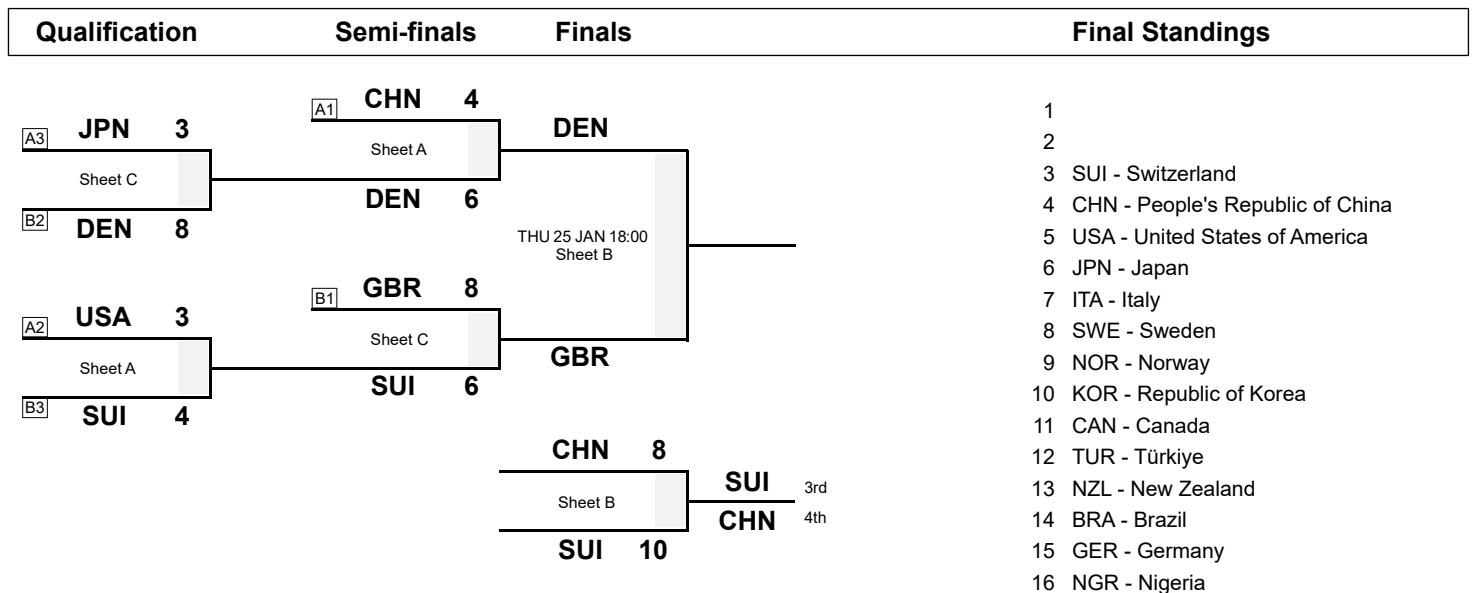 Qualification Semi-finals Finals Final Standings
A1 CHN 4
A3 JPN 3
Sheet A
DEN
Sheet C
DEN 6
B2 DEN 8
THU 25 JAN 18:00
Sheet B
B1 GBR 8
A2 USA 3
Sheet C
GBR
Sheet A
SUI 6
B3 SUI 4
CHN 8
Sheet B
SUI 3rd
CHN 4th
SUI 10
1
2
3 SUI - Switzerland
4 CHN - People's Republic of China
5 USA - United States of America
6 JPN - Japan
7 ITA - Italy
8 SWE - Sweden
9 NOR - Norway
10 KOR - Republic of Korea
11 CAN - Canada
12 TUR - Türkiye
13 NZL - New Zealand
14 BRA - Brazil
15 GER - Germany
16 NGR - Nigeria